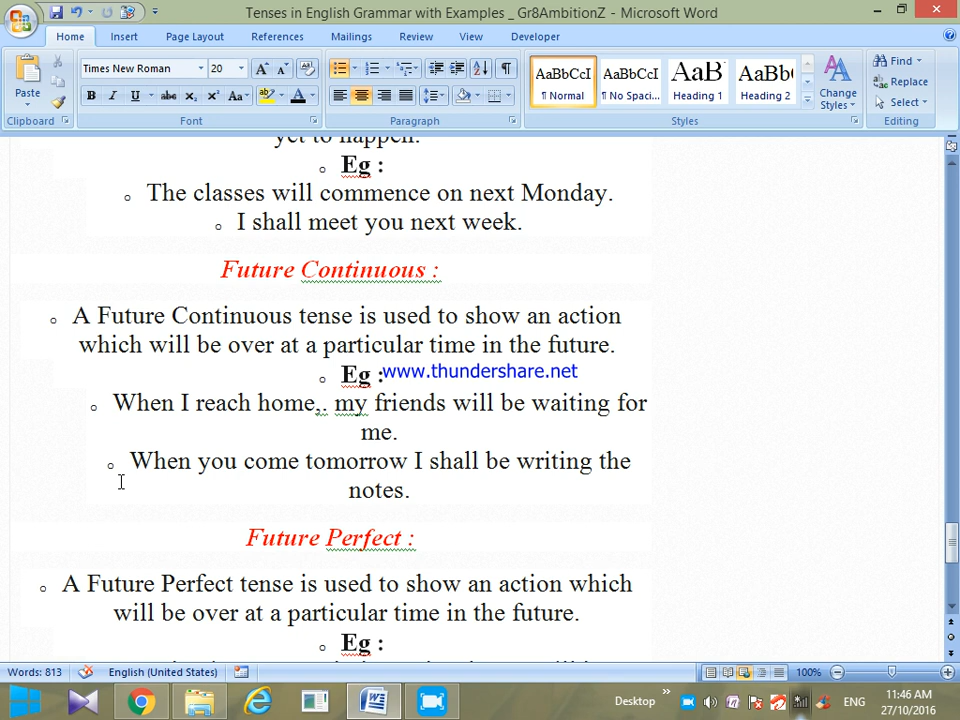 Tenses in English Grammar with Examples _ Gr8AmbitionZ - Microsoft Word
Home Insert Page Layout References Mailings Review View Developer
Times New Roman 20
Find
Replace
Select
Paste
B I U abc X₂ X² Aa
AaBbCcI AaBbCcI AaB AaBb(
¶ Normal ¶ No Spaci... Heading 1 Heading 2
Change Styles
Clipboard Font Paragraph Styles Editing
yet to happen.
Eg :
The classes will commence on next Monday.
I shall meet you next week.
Future Continuous :
A Future Continuous tense is used to show an action
which will be over at a particular time in the future.
Eg :
www.thundershare.net
When I reach home,. my friends will be waiting for
me.
When you come tomorrow I shall be writing the
notes.
Future Perfect :
A Future Perfect tense is used to show an action which
will be over at a particular time in the future.
Eg :
Words: 813 English (United States) 100%
Desktop ENG 11:46 AM
27/10/2016